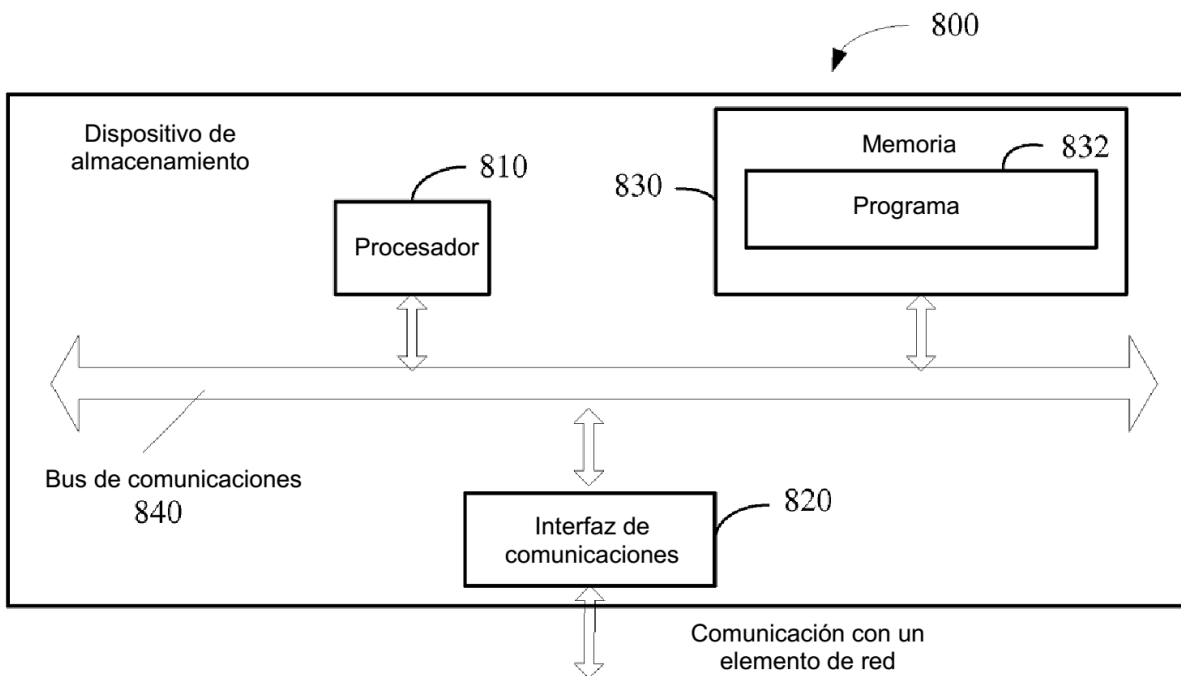 800
Dispositivo de
almacenamiento
810
Procesador
Memoria
832
830
Programa
Bus de comunicaciones
840
820
Interfaz de
comunicaciones
Comunicación con un
elemento de red